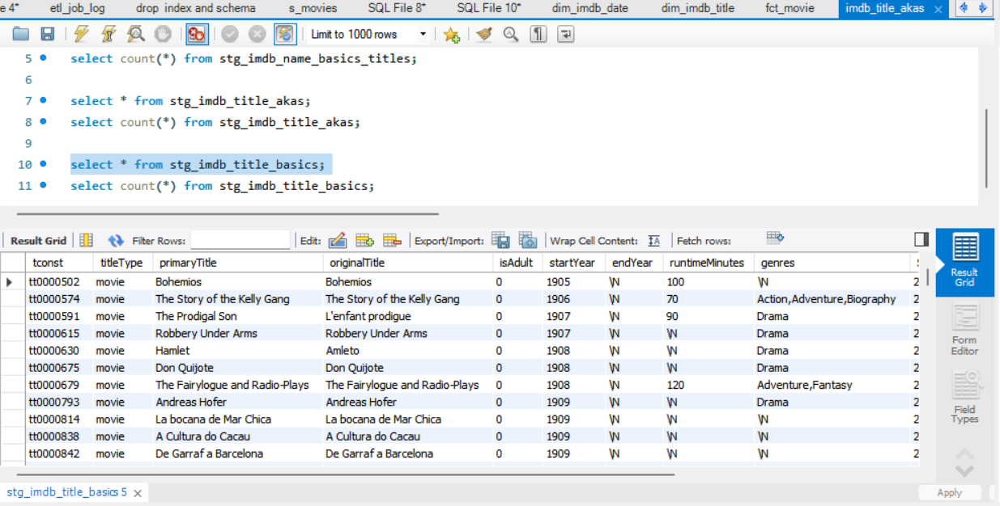 e 4* etl_job_log drop index and schema s_movies SQL File 8* SQL File 10* dim_imdb_date dim_imdb_title fct_movie imdb_title_akas
Limit to 1000 rows
5 select count(*) from stg_imdb_name_basics_titles;
6
7 select * from stg_imdb_title_akas;
8 select count(*) from stg_imdb_title_akas;
9
10 select * from stg_imdb_title_basics;
11 select count(*) from stg_imdb_title_basics;
Result Grid Filter Rows: Edit: Export/Import: Wrap Cell Content: Fetch rows:
tconst titleType primaryTitle originalTitle isAdult startYear endYear runtimeMinutes genres
tt0000502 movie Bohemios Bohemios 0 1905 \N 100 \N 2
tt0000574 movie The Story of the Kelly Gang The Story of the Kelly Gang 0 1906 \N 70 Action,Adventure,Biography 2
tt0000591 movie The Prodigal Son L'enfant prodigue 0 1907 \N 90 Drama 2
tt0000615 movie Robbery Under Arms Robbery Under Arms 0 1907 \N \N Drama 2
tt0000630 movie Hamlet Amleto 0 1908 \N \N Drama 2
tt0000675 movie Don Quijote Don Quijote 0 1908 \N \N Drama 2
tt0000679 movie The Fairylogue and Radio-Plays The Fairylogue and Radio-Plays 0 1908 \N 120 Adventure,Fantasy 2
tt0000793 movie Andreas Hofer Andreas Hofer 0 1909 \N \N Drama 2
tt0000814 movie La bocana de Mar Chica La bocana de Mar Chica 0 1909 \N \N \N 2
tt0000838 movie A Cultura do Cacau A Cultura do Cacau 0 1909 \N \N \N 2
tt0000842 movie De Garraf a Barcelona De Garraf a Barcelona 0 1909 \N \N \N 2
Result
Grid
Form
Editor
Field
Types
stg_imdb_title_basics 5
Apply